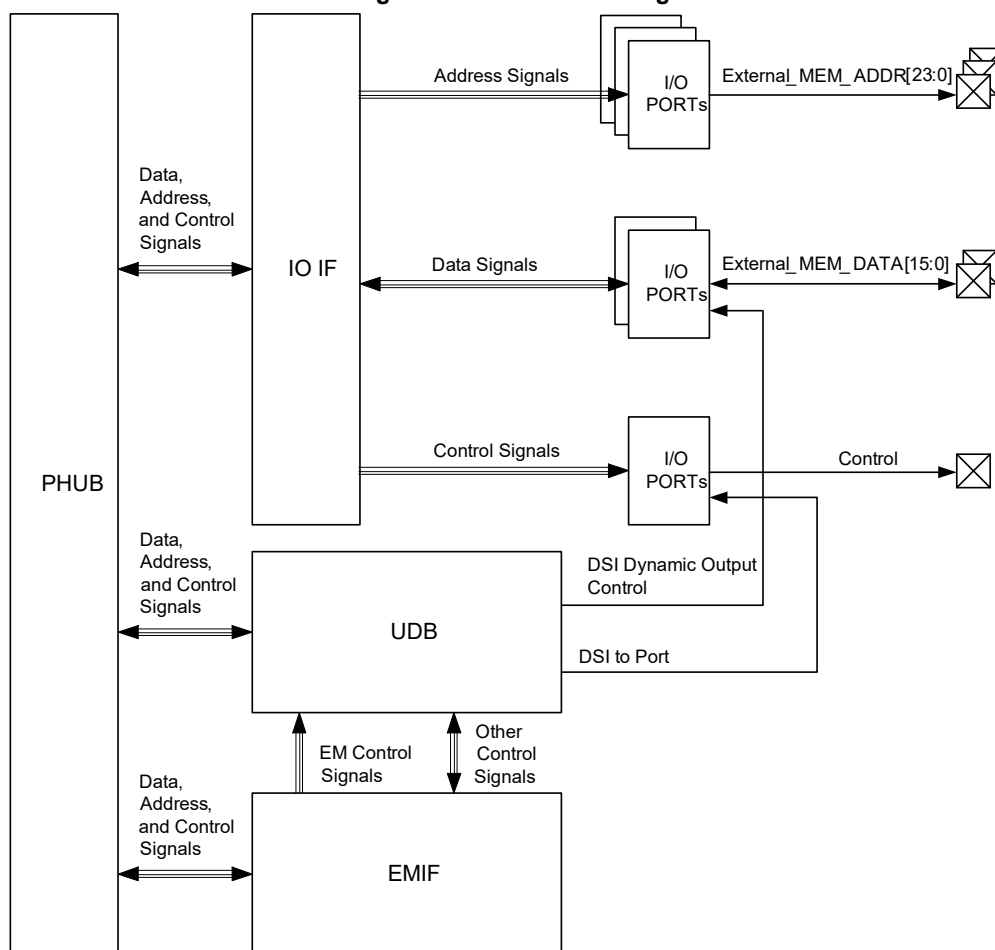 Address Signals
I/O
PORTs
External_MEM_ADDR[23:0]
Data,
Address,
and Control
Signals
IO IF
Data Signals
I/O
PORTs
External_MEM_DATA[15:0]
Control Signals
I/O
PORTs
Control
PHUB
Data,
Address,
and Control
Signals
UDB
DSI Dynamic Output
Control
DSI to Port
EM Control
Signals
Other
Control
Signals
Data,
Address,
and Control
Signals
EMIF